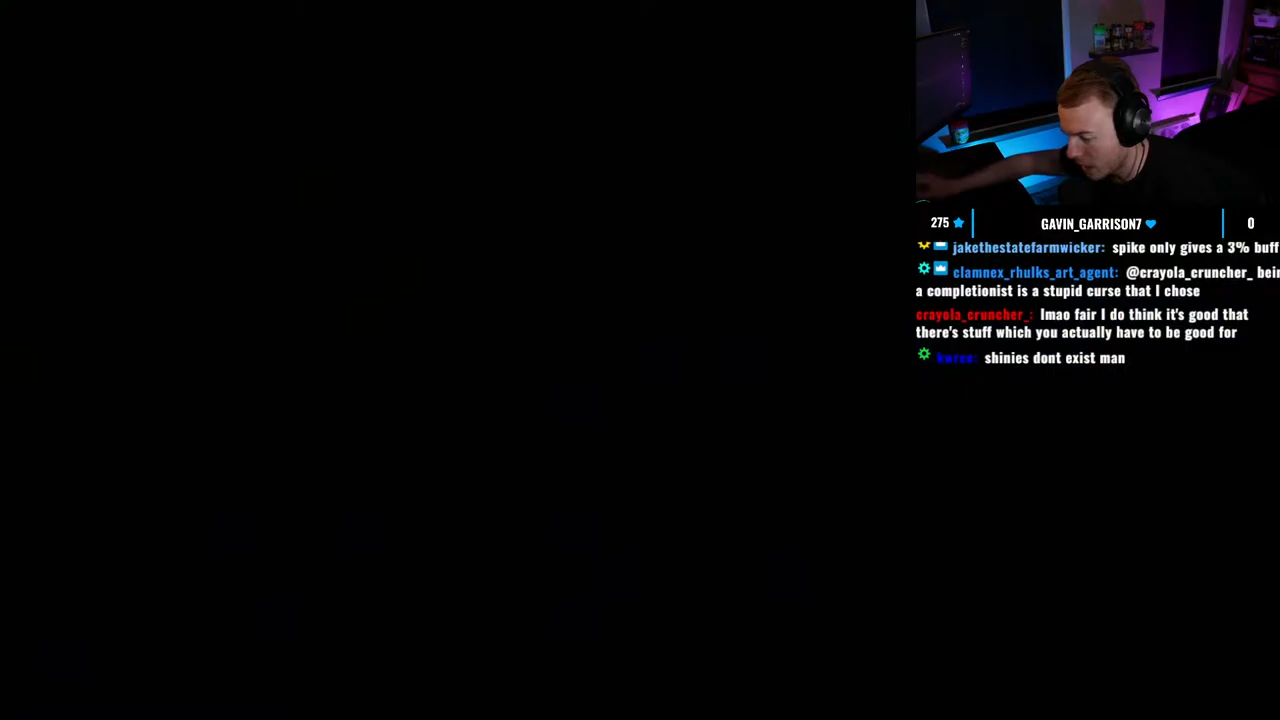 275 GAVIN_GARRISON7 0
jakethestatefarmwicker: spike only gives a 3% buff
clamnex_rhulks_art_agent: @crayola_cruncher_ bein
a completionist is a stupid curse that I chose
crayola_cruncher_: lmao fair I do think it's good that
there's stuff which you actually have to be good for
shinies dont exist man